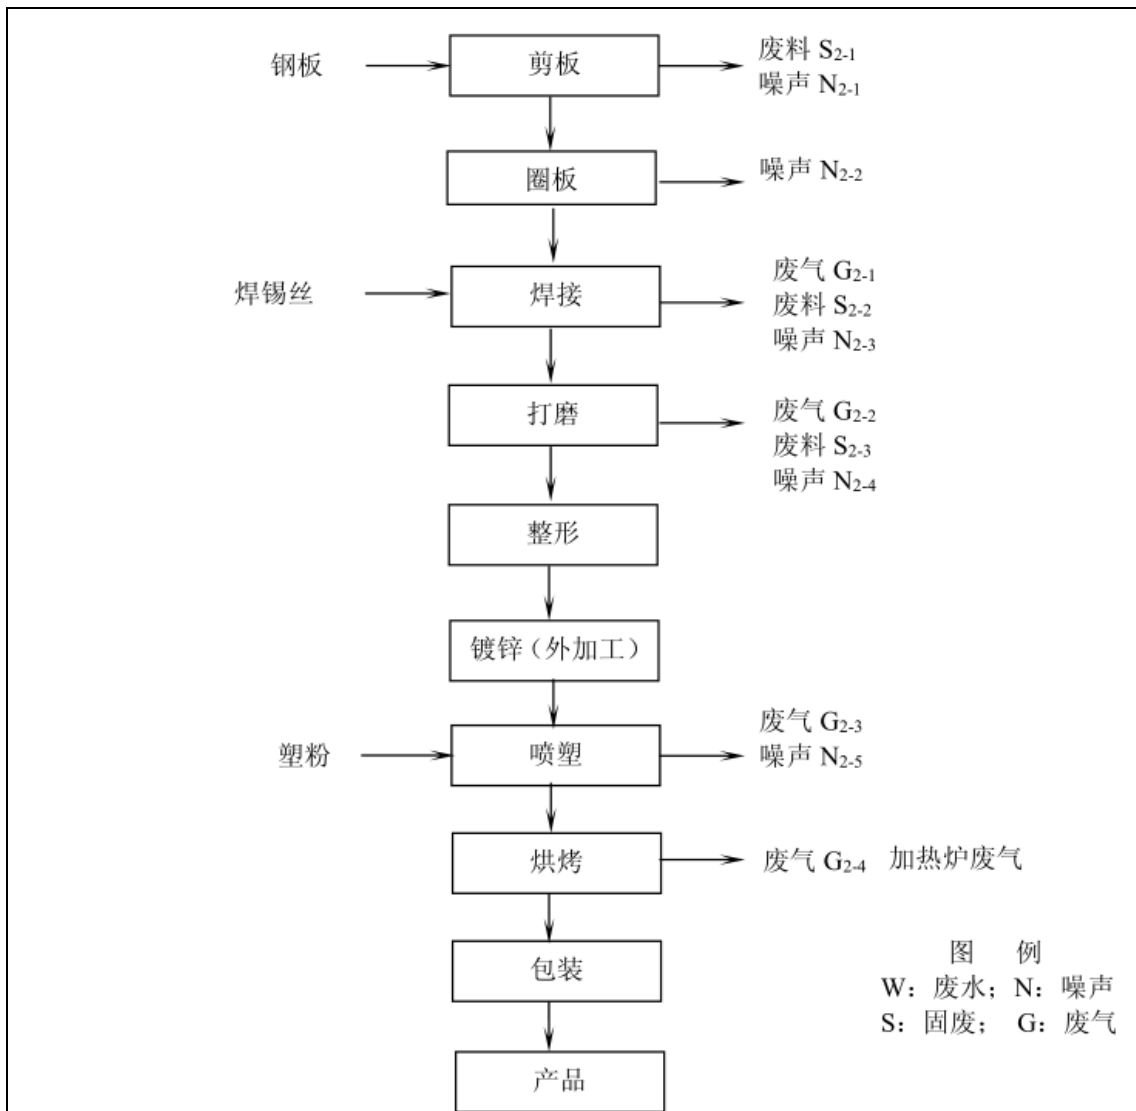 钢板
剪板
废料 S2-1
噪声 N2-1
圈板
噪声 N2-2
焊锡丝
焊接
废气 G2-1
废料 S2-2
噪声 N2-3
打磨
废气 G2-2
废料 S2-3
噪声 N2-4
整形
镀锌（外加工）
塑粉
喷塑
废气 G2-3
噪声 N2-5
烘烤
废气 G2-4 加热炉废气
包装
图 例
W：废水；N：噪声
S：固废； G：废气
产品